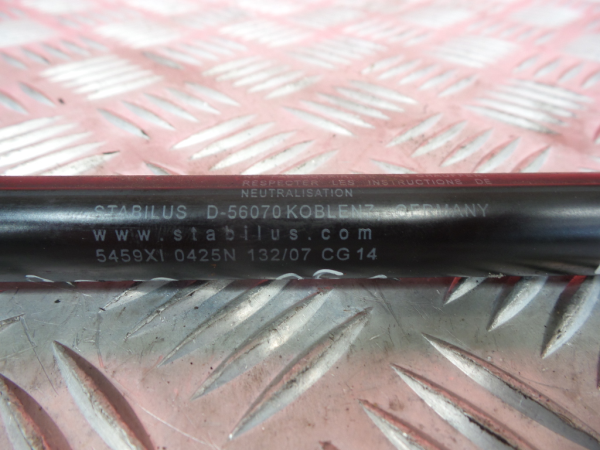 RESPECTER LES INSTRUCTIONS DE
NEUTRALISATION
STABILUS D-56070 KOBLENZ GERMANY
www.stabilus.com
5459XI 0425N 132/07 CG14